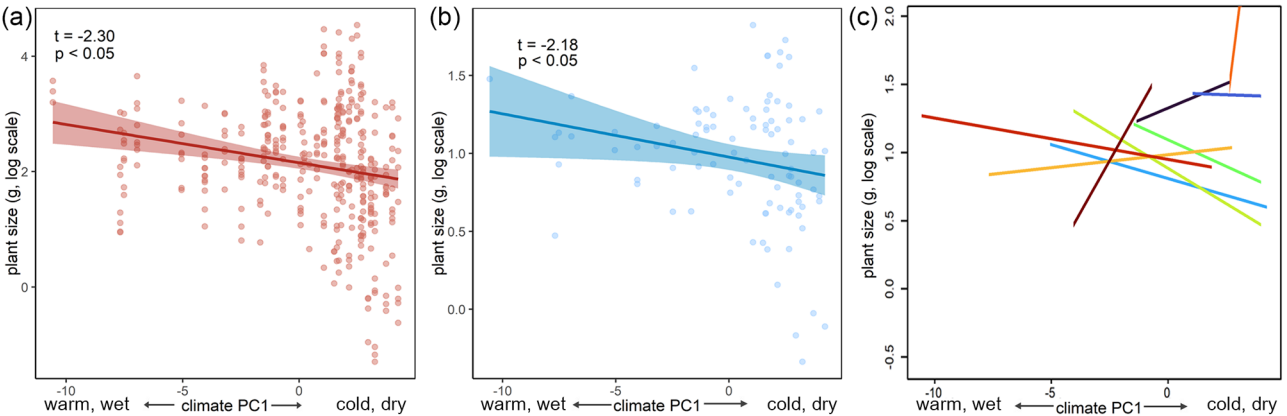 (a)
t = -2.30
p < 0.05
plant size (g, log scale)
4
2
0
-10
-5
0
warm, wet
climate PC1
cold, dry
(b)
t = -2.18
p < 0.05
plant size (g, log scale)
1.5
1.0
0.5
0.0
-10
-5
0
warm, wet
climate PC1
cold, dry
(c)
plant size (g, log scale)
2.0
1.5
1.0
0.5
0.0
-0.5
-10
-5
0
warm, wet
climate PC1
cold, dry